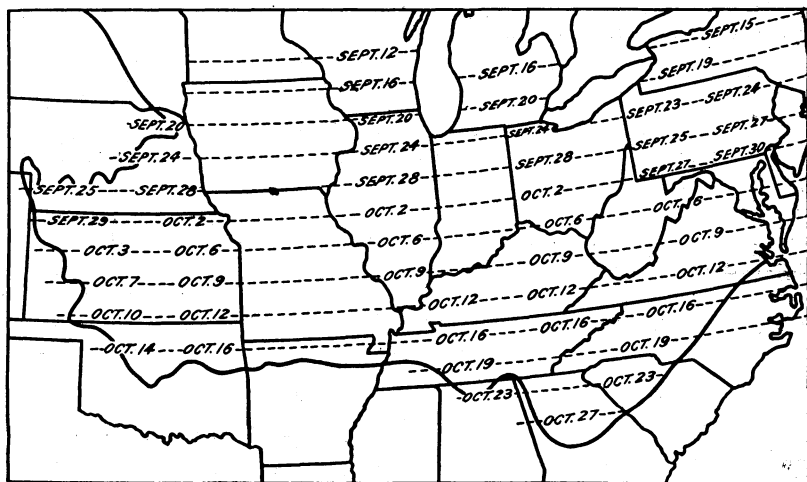 SEPT. 15
SEPT. 12
SEPT. 16
SEPT. 19
SEPT. 16
SEPT. 20
SEPT. 23 SEPT. 24
SEPT. 20
SEPT. 20
SEPT. 24
SEPT. 25 SEPT. 27
SEPT. 24
SEPT. 24
SEPT. 28
SEPT. 27 SEPT. 30
SEPT. 25 SEPT. 28
SEPT. 28
OCT. 2
OCT. 16
SEPT. 29 OCT. 2
OCT. 2
OCT. 6
OCT. 3 OCT. 6
OCT. 6
OCT. 9
OCT. 9
OCT. 7 OCT. 9
OCT. 9
OCT. 12
OCT. 12
OCT. 12
OCT. 10 OCT. 12
OCT. 16
OCT. 16
OCT. 16
OCT. 14 OCT. 16
OCT. 19
OCT. 19
OCT. 23
OCT. 23
OCT. 27